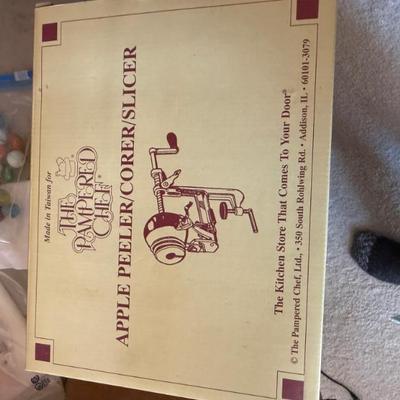 Made in Taiwan for
THE
PAMPERED
CHEF®
APPLE PEELER/CORER/SLICER
The Kitchen Store That Comes To Your Door®
© The Pampered Chef, Ltd., • 350 South Rohlwing Rd. • Addison, IL • 60101-3079